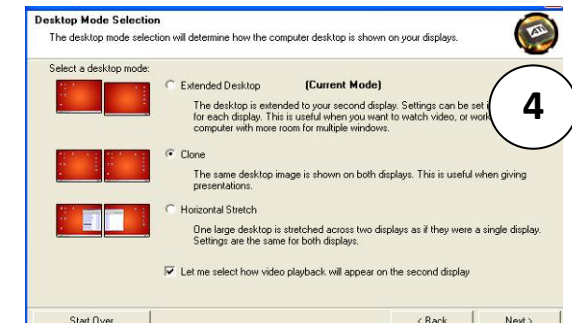 Desktop Mode Selection
The desktop mode selection will determine how the computer desktop is shown on your displays.
ATI
Select a desktop mode:
Extended Desktop (Current Mode)
The desktop is extended to your second display. Settings can be set
for each display. This is useful when you want to watch video, or work
computer with more room for multiple windows.
4
Clone
The same desktop image is shown on both displays. This is useful when giving
presentations.
Horizontal Stretch
One large desktop is stretched across two displays as if they were a single display.
Settings are the same for both displays.
Let me select how video playback will appear on the second display
Start Over
< Back
Next >